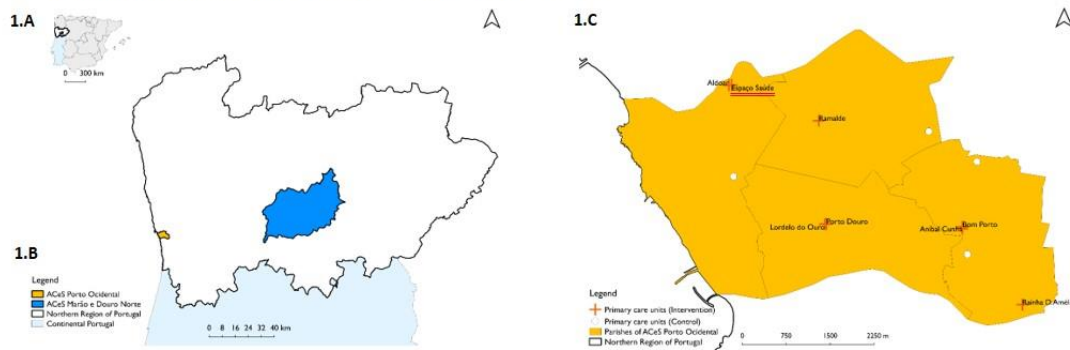 1.A
0 300 km
1.B
Legend
ACeS Porto Ocidental
ACeS Marão e Douro Norte
Northern Region of Portugal
Continental Portugal
0 8 16 24 32 40 km
1.C
Aldoar
Espaço Saúde
Ramalde
Lordelo do Ouro
Porto Douro
Aníbal Cunha
Bom Porto
Rainha D.Amél
Legend
Primary care units (Intervention)
Primary care units (Control)
Parishes of ACeS Porto Ocidental
Northern Region of Portugal
0 750 1500 2250 m